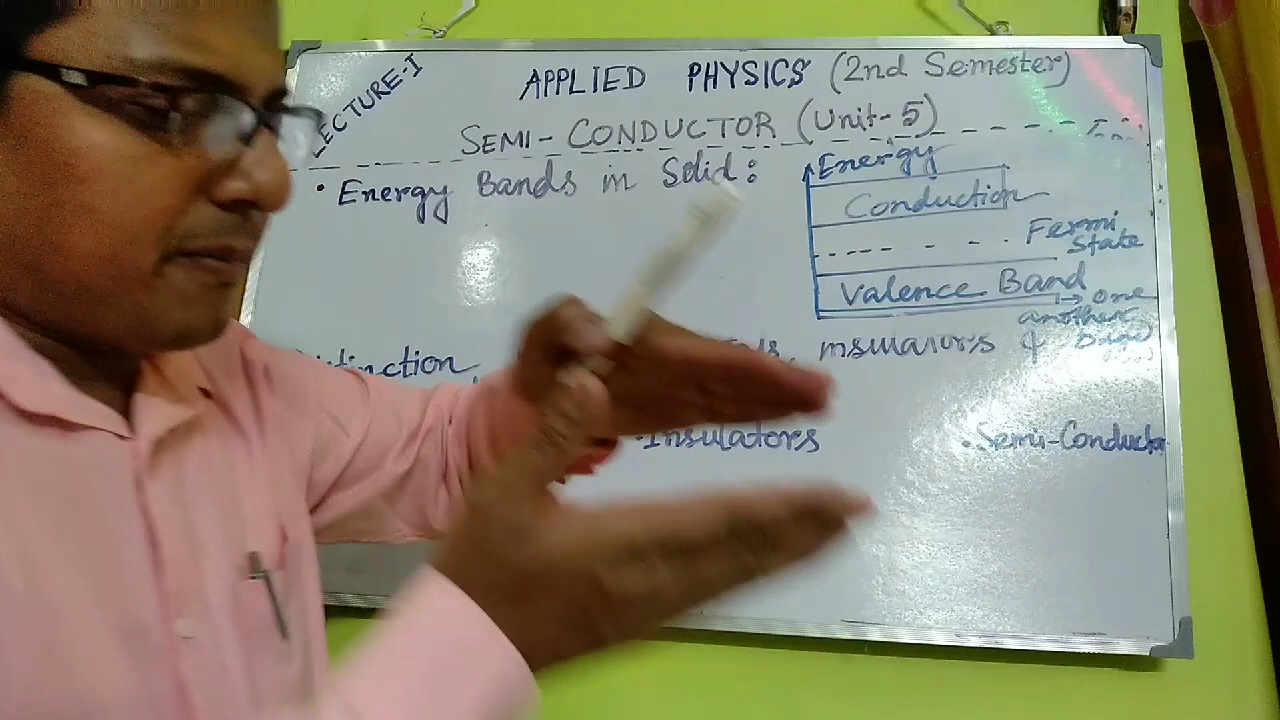 LECTURE:-I
APPLIED PHYSICS (2nd Semester)
SEMI-CONDUCTOR (Unit-5)
• Energy Bands in Solid:
Energy
Conduction
Fermi
State
Valence Band
→ one
another
insulators &
• Insulators
• Semi-Conductor